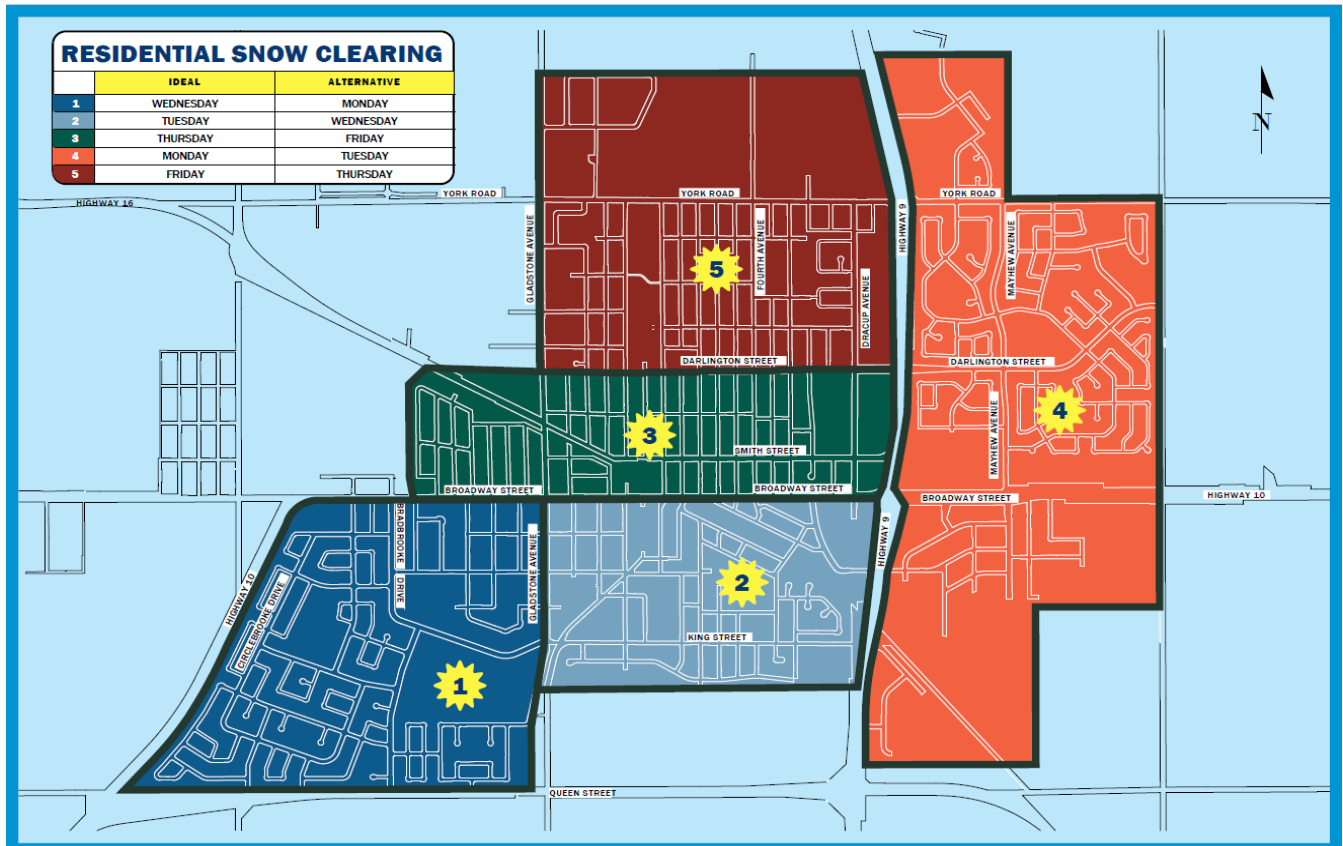 RESIDENTIAL SNOW CLEARING
IDEAL ALTERNATIVE
1 WEDNESDAY MONDAY
2 TUESDAY WEDNESDAY
3 THURSDAY FRIDAY
4 MONDAY TUESDAY
5 FRIDAY THURSDAY
N
YORK ROAD
YORK ROAD
YORK ROAD
HIGHWAY 16
GLADSTONE AVENUE
FOURTH AVENUE
DRACUP AVENUE
HIGHWAY 9
MAYHEW AVENUE
5
DARLINGTON STREET
DARLINGTON STREET
4
3
MAYHEW AVENUE
SMITH STREET
BROADWAY STREET
BROADWAY STREET
BROADWAY STREET
HIGHWAY 10
BRADBROOKE DRIVE
GLADSTONE AVENUE
HIGHWAY 9
HIGHWAY 10
CIRCLEBROOKE DRIVE
2
KING STREET
1
QUEEN STREET